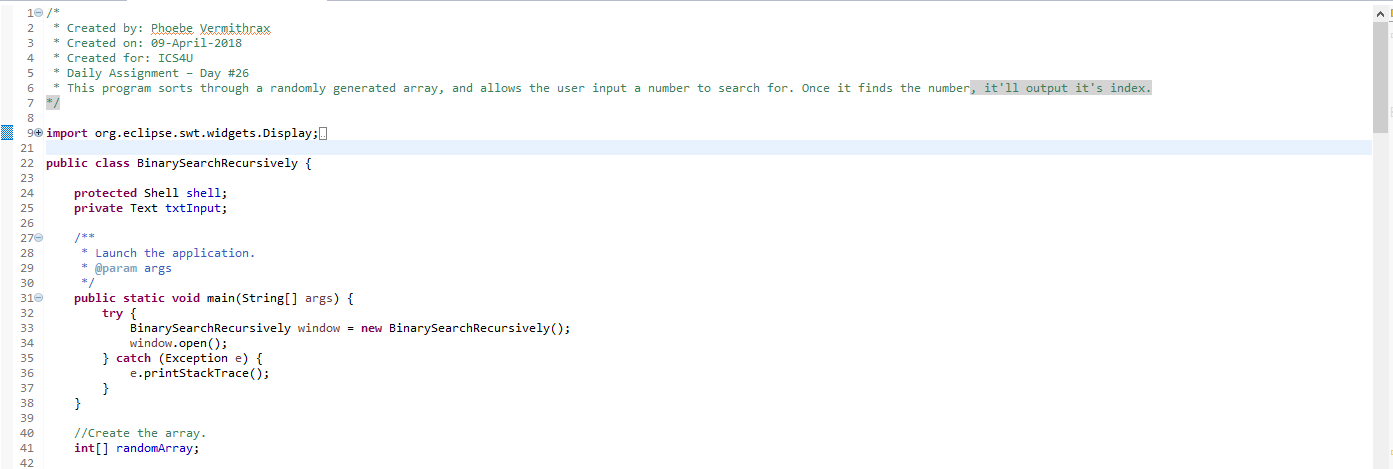 1 /*
2 * Created by: Phoebe Vermithrax
3 * Created on: 09-April-2018
4 * Created for: ICS4U
5 * Daily Assignment – Day #26
6 * This program sorts through a randomly generated array, and allows the user input a number to search for. Once it finds the number, it'll output it's index.
7 */
8
9 import org.eclipse.swt.widgets.Display;
21
22 public class BinarySearchRecursively {
23
24 protected Shell shell;
25 private Text txtInput;
26
27 /**
28 * Launch the application.
29 * @param args
30 */
31 public static void main(String[] args) {
32 try {
33 BinarySearchRecursively window = new BinarySearchRecursively();
34 window.open();
35 } catch (Exception e) {
36 e.printStackTrace();
37 }
38 }
39
40 //Create the array.
41 int[] randomArray;
42